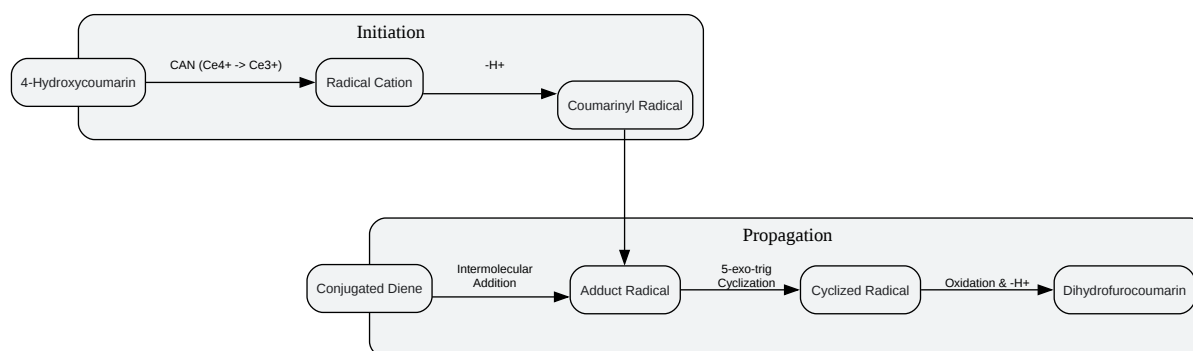 Initiation
4-Hydroxycoumarin
CAN (Ce4+ -> Ce3+)
Radical Cation
-H+
Coumarinyl Radical
Propagation
Conjugated Diene
Intermolecular
Addition
Adduct Radical
5-exo-trig
Cyclization
Cyclized Radical
Oxidation & -H+
Dihydrofurocoumarin